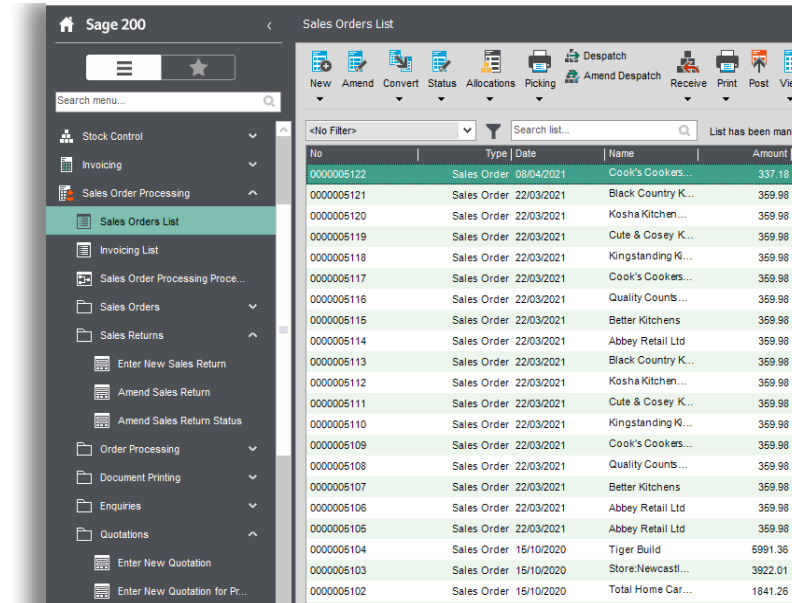 Sage 200
Search menu...
Stock Control
Invoicing
Sales Order Processing
Sales Orders List
Invoicing List
Sales Order Processing Proce...
Sales Orders
Sales Returns
Enter New Sales Return
Amend Sales Return
Amend Sales Return Status
Order Processing
Document Printing
Enquiries
Quotations
Enter New Quotation
Enter New Quotation for Pr...
Sales Orders List
New Amend Convert Status Allocations Picking Despatch Amend Despatch Receive Print Post Vie
<No Filter> Search list... List has been man
No Type Date Name Amount
0000005122 Sales Order 08/04/2021 Cook's Cookers... 337.18
0000005121 Sales Order 22/03/2021 Black Country K... 359.98
0000005120 Sales Order 22/03/2021 Kosha Kitchen... 359.98
0000005119 Sales Order 22/03/2021 Cute & Cosey K... 359.98
0000005118 Sales Order 22/03/2021 Kingstanding Ki... 359.98
0000005117 Sales Order 22/03/2021 Cook's Cookers... 359.98
0000005116 Sales Order 22/03/2021 Quality Counts... 359.98
0000005115 Sales Order 22/03/2021 Better Kitchens 359.98
0000005114 Sales Order 22/03/2021 Abbey Retail Ltd 359.98
0000005113 Sales Order 22/03/2021 Black Country K... 359.98
0000005112 Sales Order 22/03/2021 Kosha Kitchen... 359.98
0000005111 Sales Order 22/03/2021 Cute & Cosey K... 359.98
0000005110 Sales Order 22/03/2021 Kingstanding Ki... 359.98
0000005109 Sales Order 22/03/2021 Cook's Cookers... 359.98
0000005108 Sales Order 22/03/2021 Quality Counts... 359.98
0000005107 Sales Order 22/03/2021 Better Kitchens 359.98
0000005106 Sales Order 22/03/2021 Abbey Retail Ltd 359.98
0000005105 Sales Order 22/03/2021 Abbey Retail Ltd 359.98
0000005104 Sales Order 15/10/2020 Tiger Build 5991.36
0000005103 Sales Order 15/10/2020 Store:Newcastl... 3922.01
0000005102 Sales Order 15/10/2020 Total Home Car... 1841.26